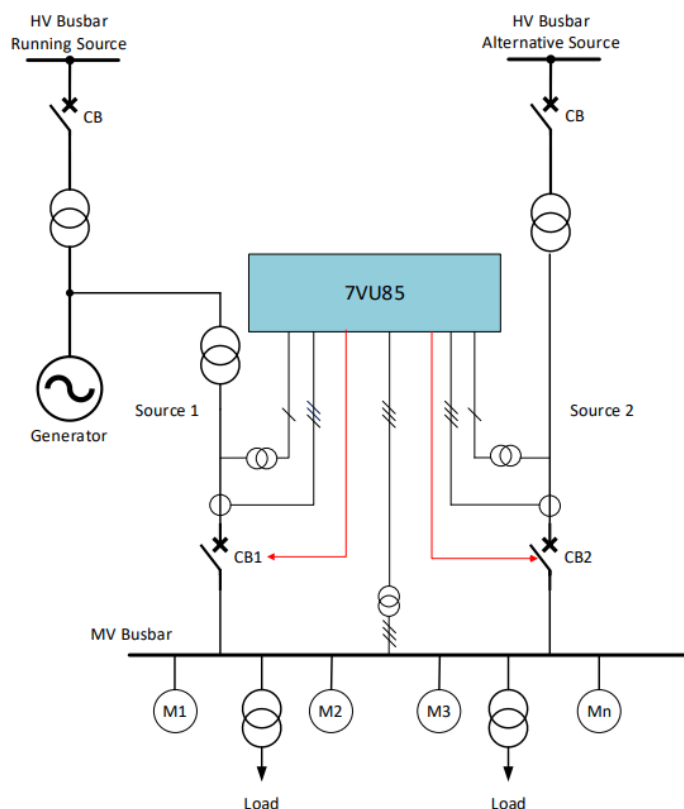 HV Busbar
Running Source
HV Busbar
Alternative Source
CB
CB
7VU85
Source 1
Source 2
Generator
CB1
CB2
MV Busbar
M1
M2
M3
Mn
Load
Load